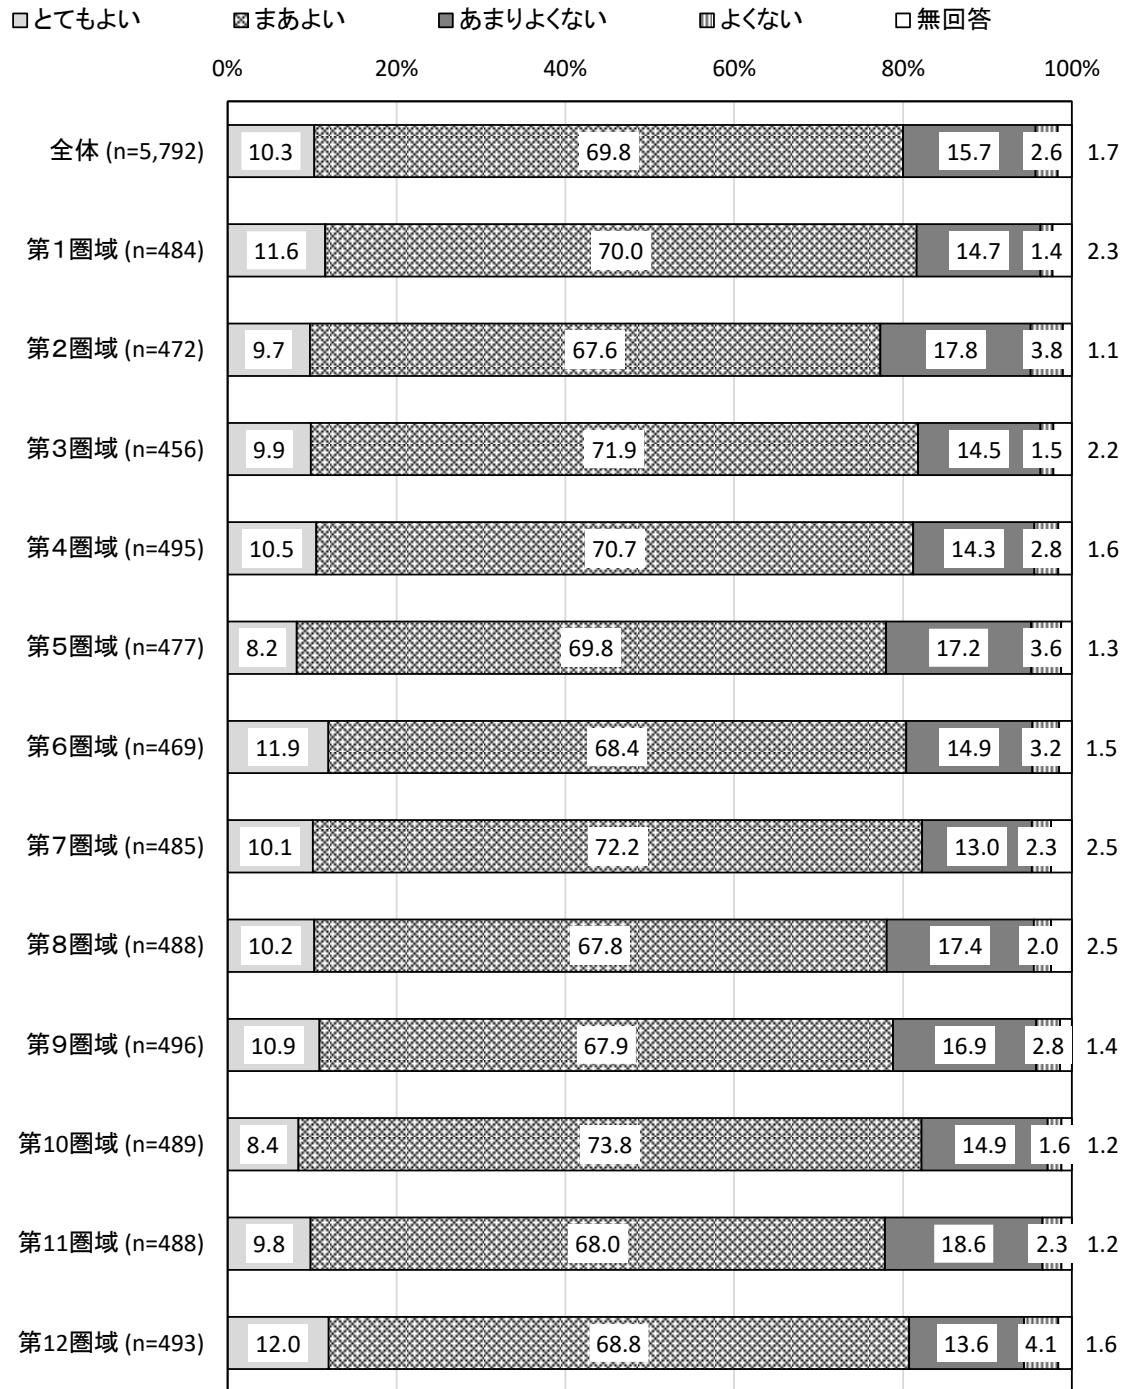 とてもよい まあよい あまりよくない よくない 無回答
0% 20% 40% 60% 80% 100%
全体 (n=5,792) 10.3 69.8 15.7 2.6 1.7
第1圏域 (n=484) 11.6 70.0 14.7 1.4 2.3
第2圏域 (n=472) 9.7 67.6 17.8 3.8 1.1
第3圏域 (n=456) 9.9 71.9 14.5 1.5 2.2
第4圏域 (n=495) 10.5 70.7 14.3 2.8 1.6
第5圏域 (n=477) 8.2 69.8 17.2 3.6 1.3
第6圏域 (n=469) 11.9 68.4 14.9 3.2 1.5
第7圏域 (n=485) 10.1 72.2 13.0 2.3 2.5
第8圏域 (n=488) 10.2 67.8 17.4 2.0 2.5
第9圏域 (n=496) 10.9 67.9 16.9 2.8 1.4
第10圏域 (n=489) 8.4 73.8 14.9 1.6 1.2
第11圏域 (n=488) 9.8 68.0 18.6 2.3 1.2
第12圏域 (n=493) 12.0 68.8 13.6 4.1 1.6